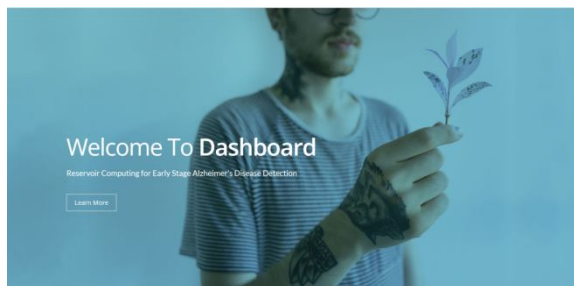 Welcome To Dashboard
Reservoir Computing for Early Stage Alzheimer's Disease Detection
Learn More